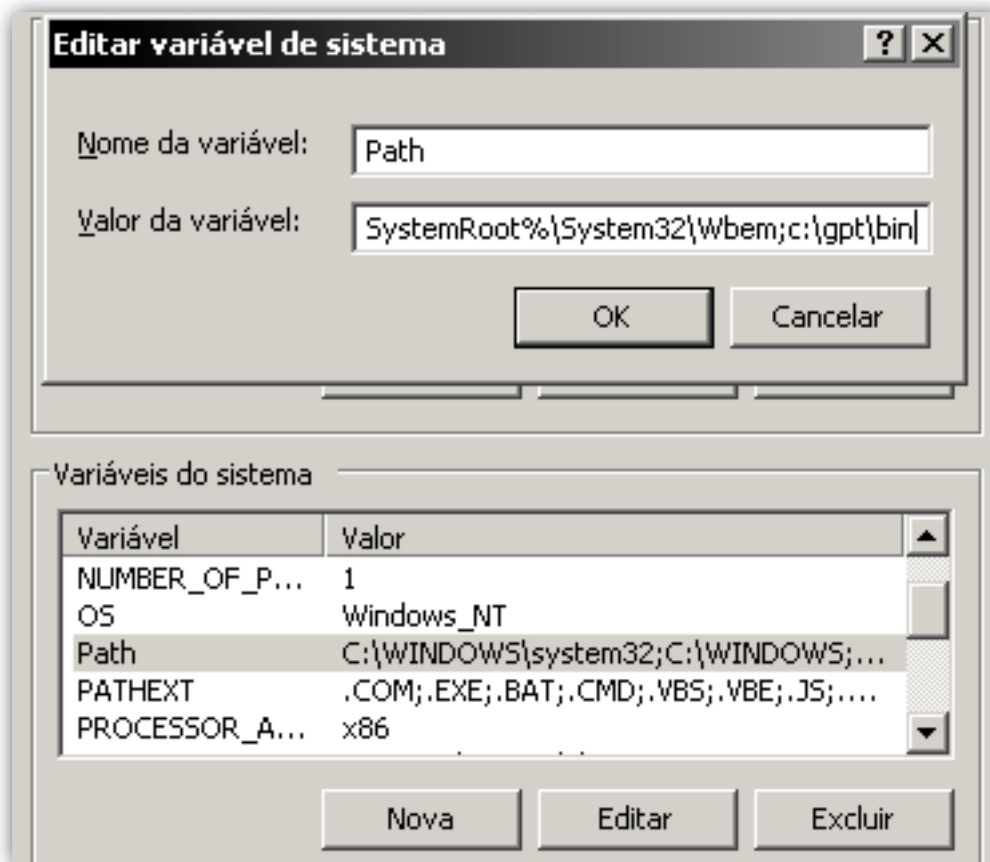 Editar variável de sistema
Nome da variável:
Path
Valor da variável:
SystemRoot%\System32\Wbem;c:\gpt\bin
OK
Cancelar
Variáveis do sistema
Variável Valor
NUMBER_OF_P... 1
OS Windows_NT
Path C:\WINDOWS\system32;C:\WINDOWS;...
PATHEXT .COM;.EXE;.BAT;.CMD;.VBS;.VBE;.JS;....
PROCESSOR_A... x86
Nova
Editar
Excluir